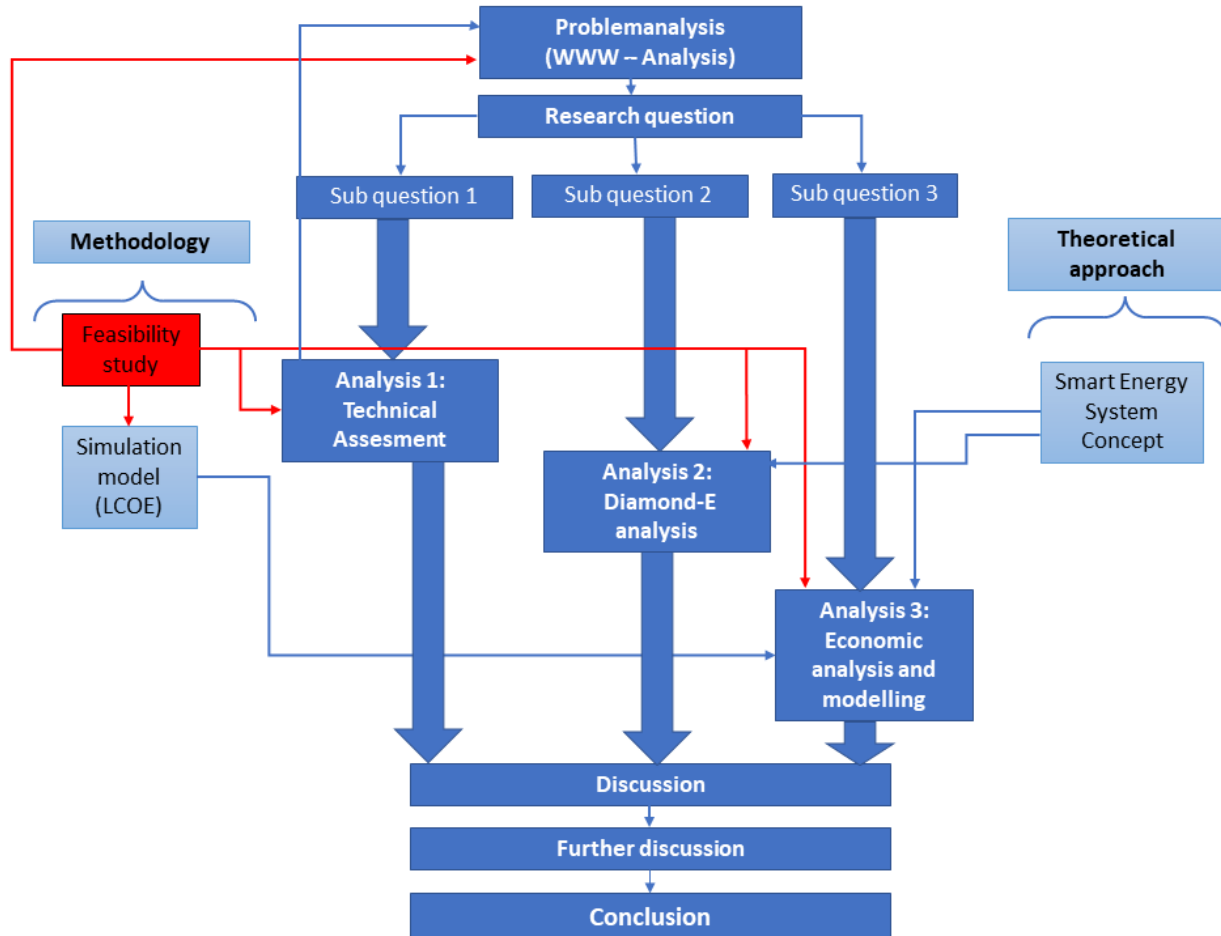 Problemanalysis
(WWW – Analysis)
Research question
Sub question 1
Sub question 2
Sub question 3
Methodology
Theoretical
approach
Feasibility
study
Simulation
model
(LCOE)
Analysis 1:
Technical
Assesment
Analysis 2:
Diamond-E
analysis
Smart Energy
System
Concept
Analysis 3:
Economic
analysis and
modelling
Discussion
Further discussion
Conclusion